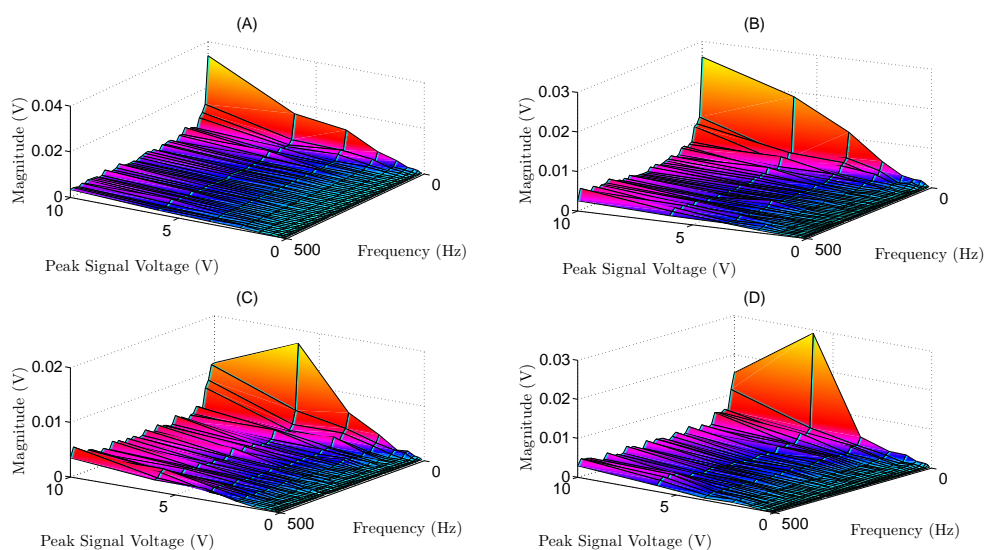 (A)
Magnitude (V)
0.04
0.02
0
10
5
0
500
0
Peak Signal Voltage (V)
Frequency (Hz)
(B)
Magnitude (V)
0.03
0.02
0.01
0
10
5
0
500
0
Peak Signal Voltage (V)
Frequency (Hz)
(C)
Magnitude (V)
0.02
0.01
0
10
5
0
500
0
Peak Signal Voltage (V)
Frequency (Hz)
(D)
Magnitude (V)
0.03
0.02
0.01
0
10
5
0
500
0
Peak Signal Voltage (V)
Frequency (Hz)